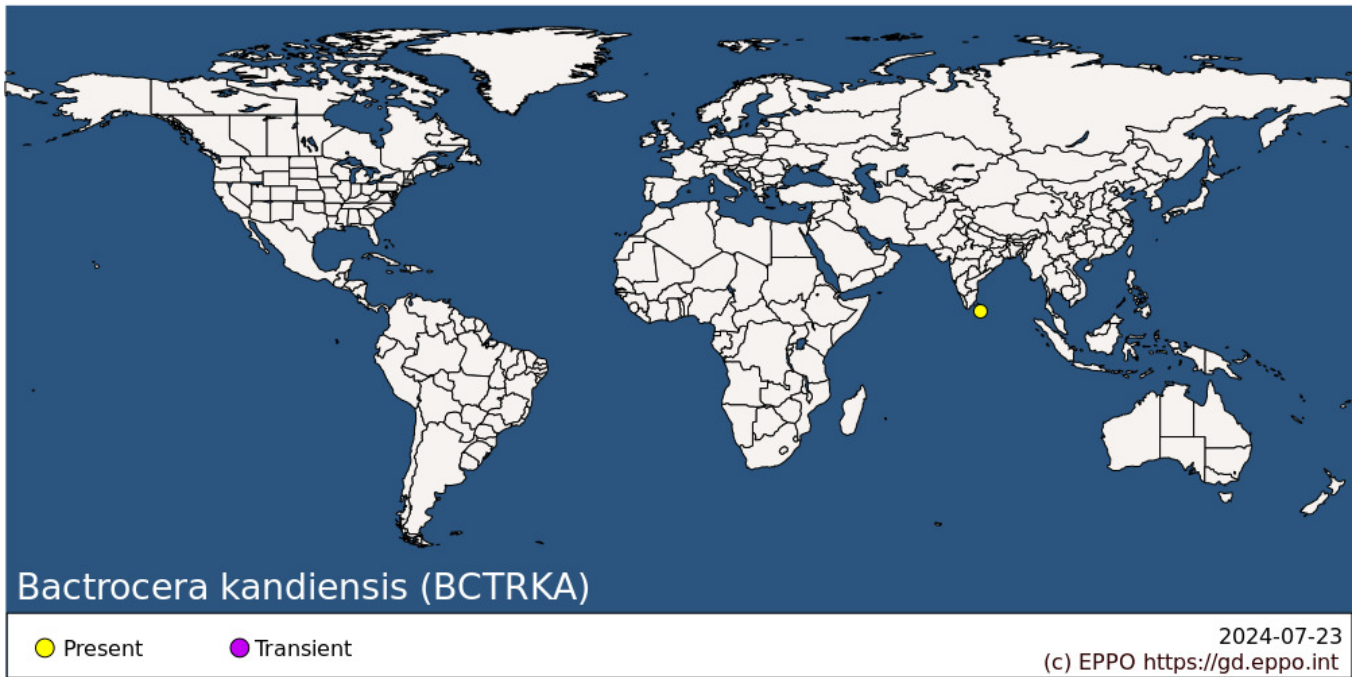 Bactrocera kandiensis (BCTRKA)
Present
Transient
2024-07-23
(c) EPPO https://gd.eppo.int